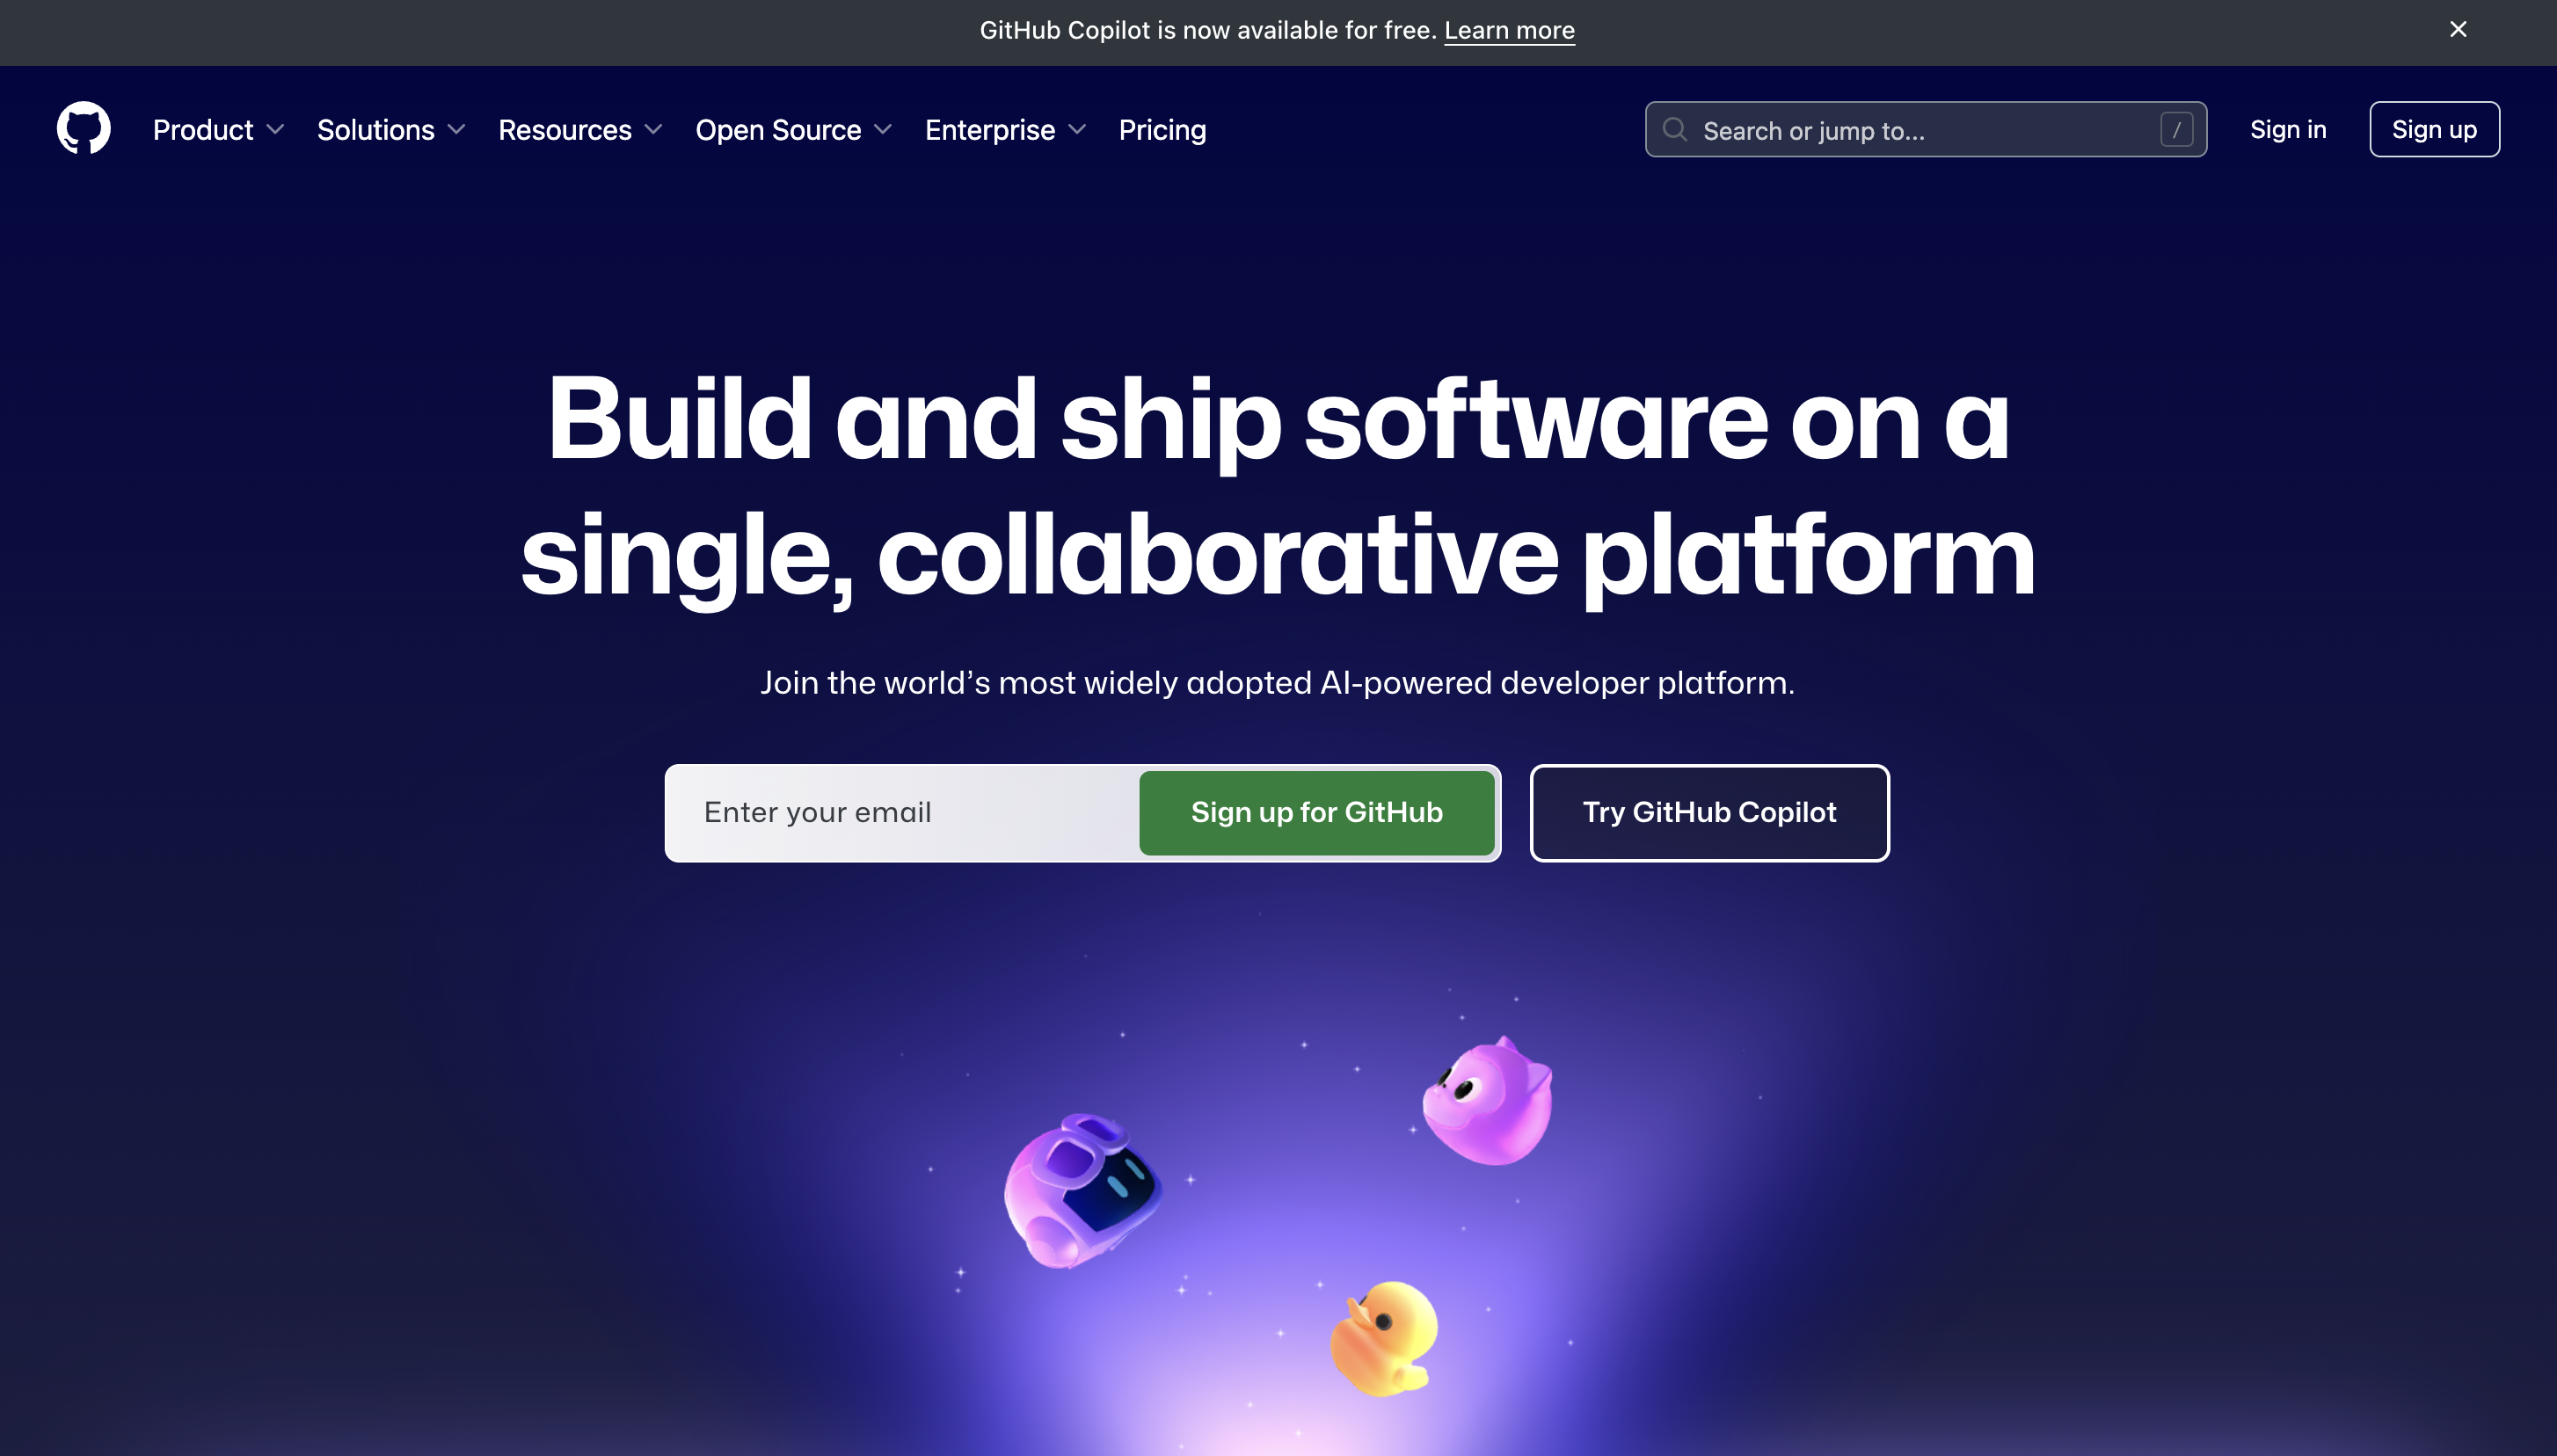 GitHub Copilot is now available for free. Learn more
Product Solutions Resources Open Source Enterprise Pricing Search or jump to... / Sign in Sign up
Build and ship software on a
single, collaborative platform
Join the world’s most widely adopted AI-powered developer platform.
Enter your email Sign up for GitHub Try GitHub Copilot